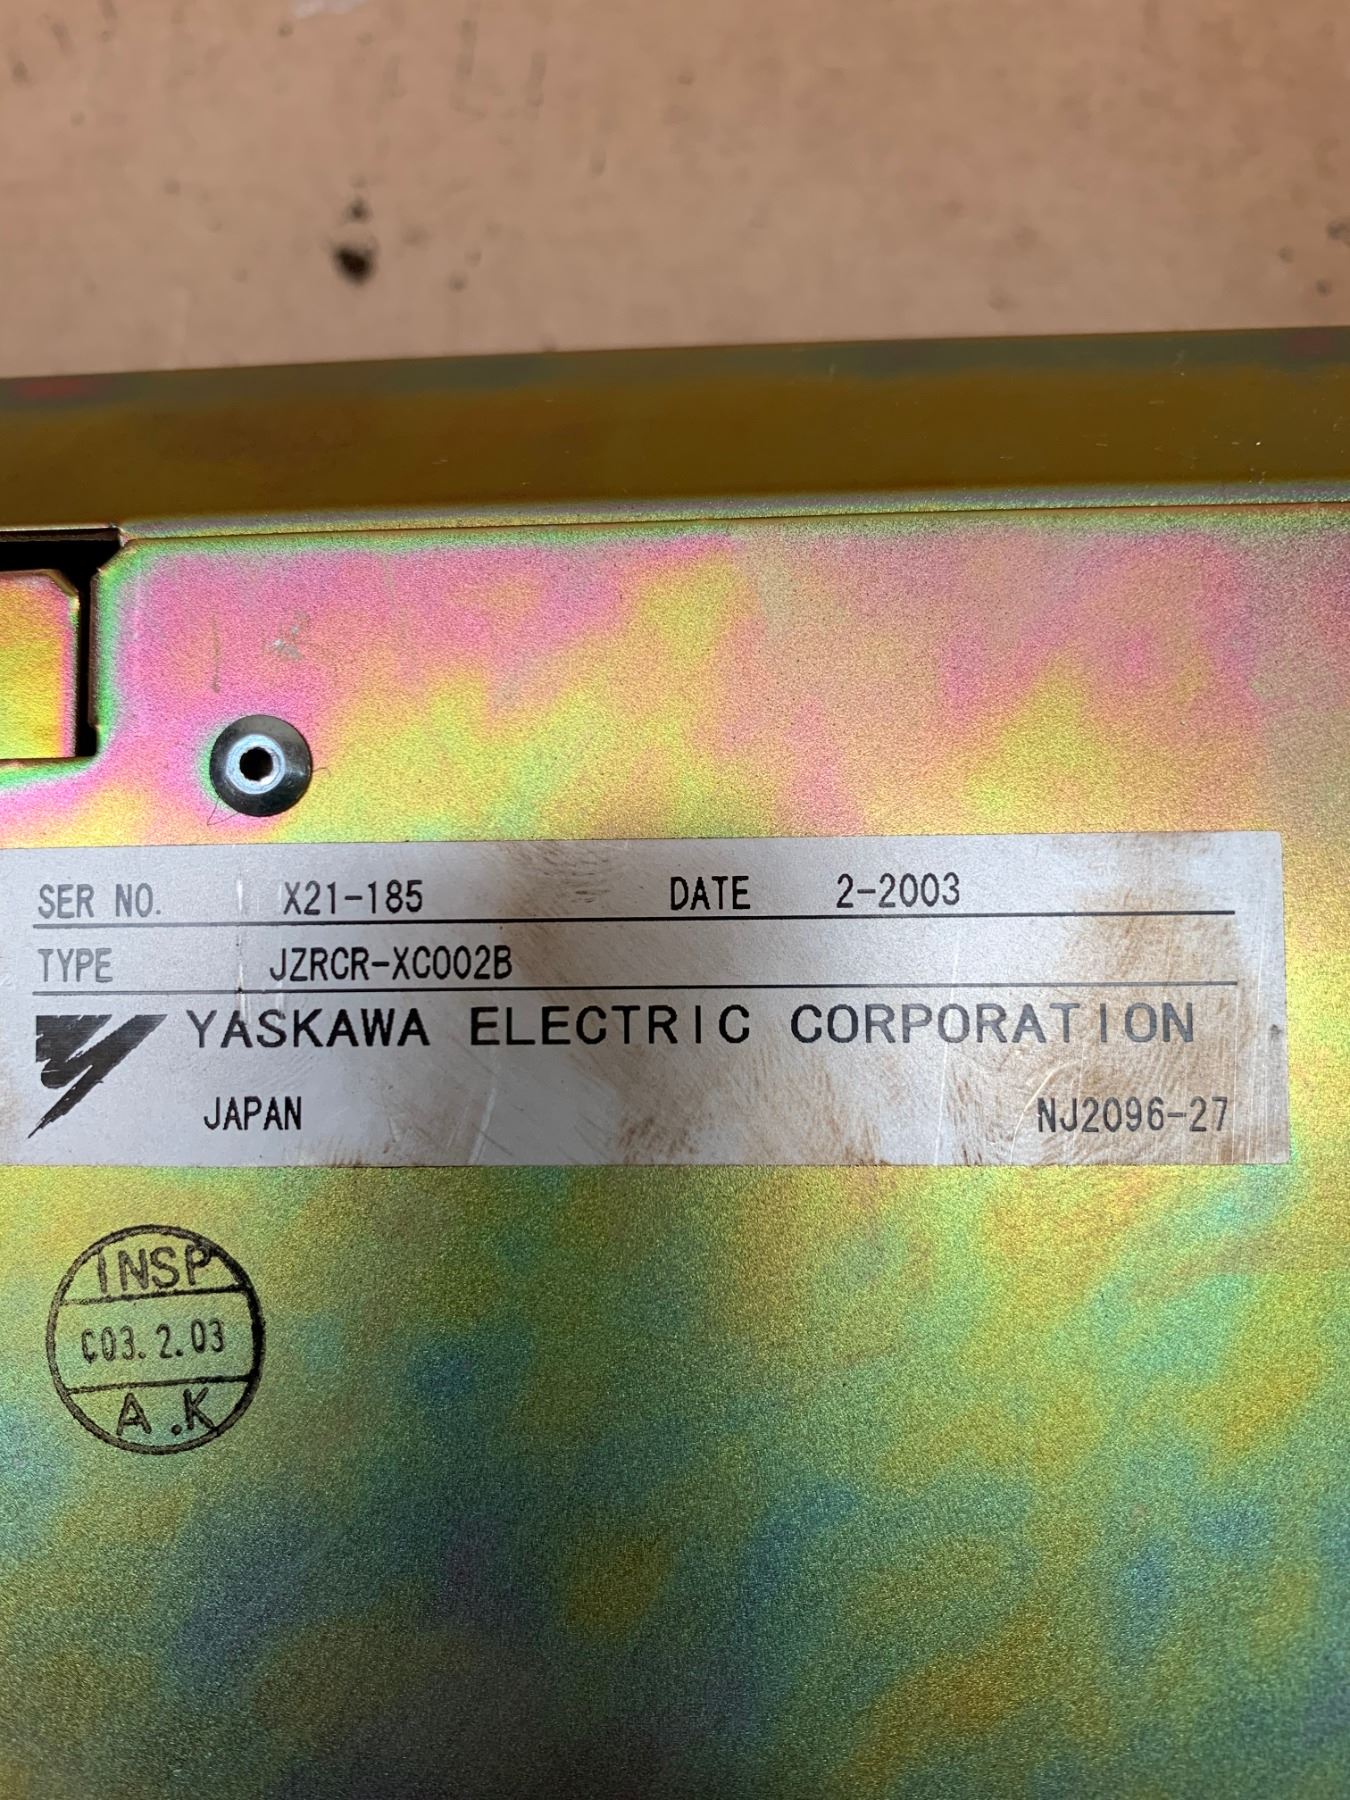 SER NO. X21-185 DATE 2-2003
TYPE JZRCR-XC002B
YASKAWA ELECTRIC CORPORATION
JAPAN NJ2096-27
INSP
C03.2.03
A.K